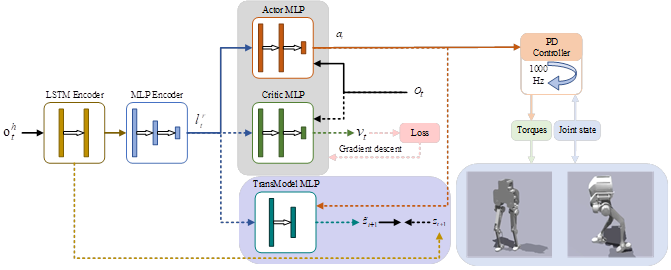 Actor MLP
a_t
PD
Controller
1000
Hz
LSTM Encoder
MLP Encoder
Critic MLP
o_t
o_t^h
l_t^r
v_t
Loss
Gradient descent
Torques
Joint state
TransModel MLP
z̃_{t+1}
z_{t+1}